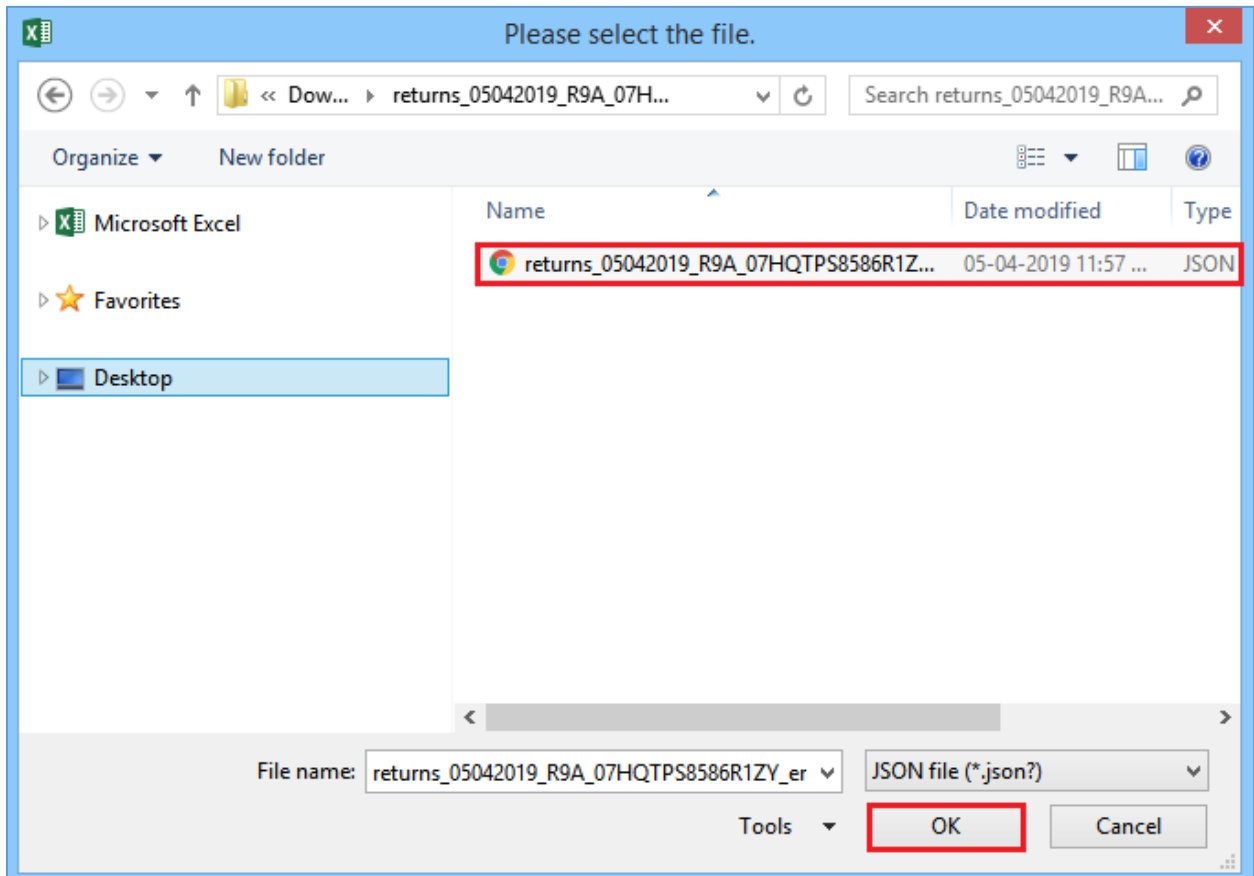 Please select the file.
« Dow... returns_05042019_R9A_07H...
Search returns_05042019_R9A...
Organize New folder
Name Date modified Type
Microsoft Excel
returns_05042019_R9A_07HQTPS8586R1Z... 05-04-2019 11:57 ... JSON
Favorites
Desktop
File name: returns_05042019_R9A_07HQTPS8586R1ZY_er JSON file (*.json?)
Tools OK Cancel